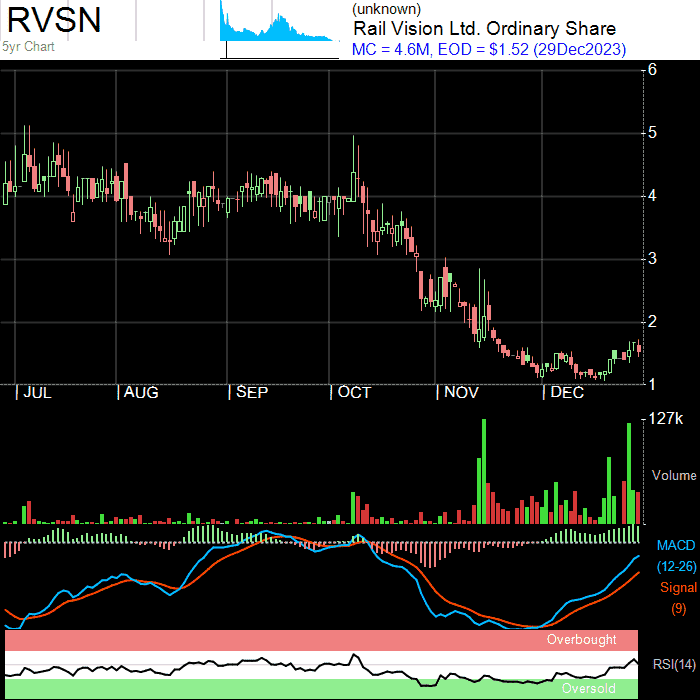 RVSN
5yr Chart
(unknown)
Rail Vision Ltd. Ordinary Share
MC = 4.6M, EOD = $1.52 (29Dec2023)
6
5
4
3
2
1
JUL AUG SEP OCT NOV DEC
127k
Volume
MACD
(12-26)
Signal
(9)
Overbought
RSI(14)
Oversold